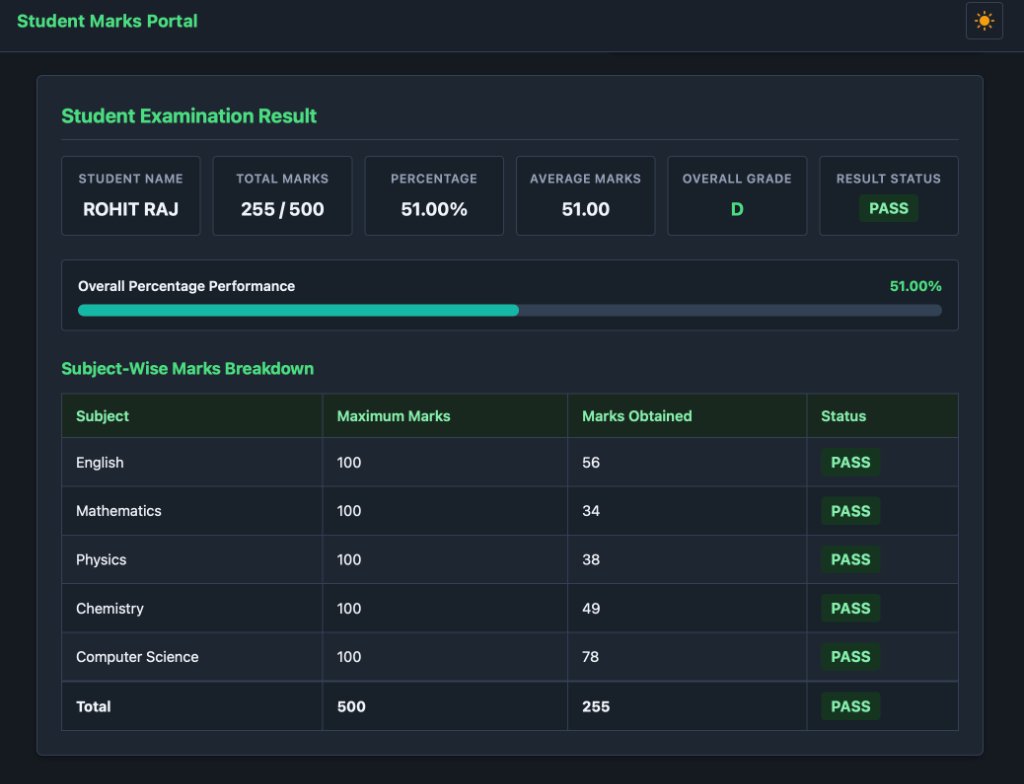 Student Marks Portal
Student Examination Result
STUDENT NAME TOTAL MARKS PERCENTAGE AVERAGE MARKS OVERALL GRADE RESULT STATUS
ROHIT RAJ 255 / 500 51.00% 51.00 D PASS
Overall Percentage Performance 51.00%
Subject-Wise Marks Breakdown
Subject Maximum Marks Marks Obtained Status
English 100 56 PASS
Mathematics 100 34 PASS
Physics 100 38 PASS
Chemistry 100 49 PASS
Computer Science 100 78 PASS
Total 500 255 PASS